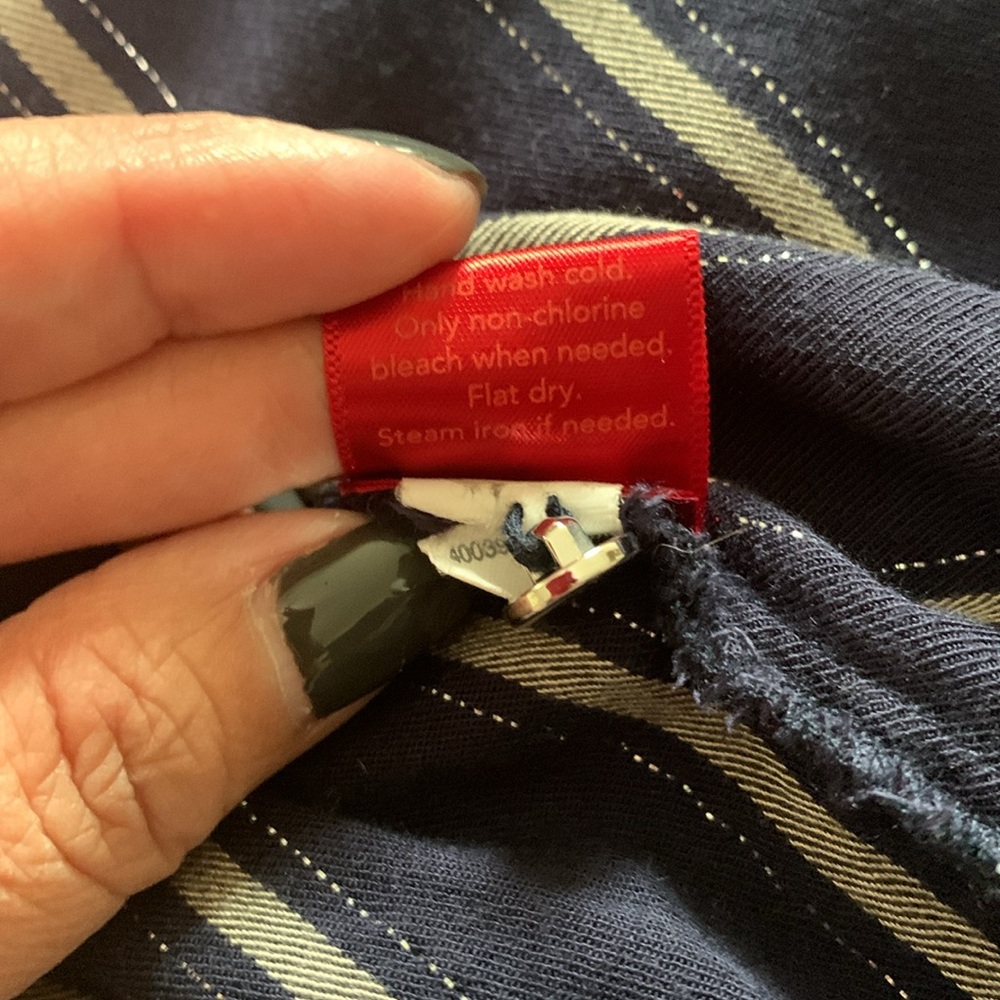 Hand wash cold.
Only non-chlorine
bleach when needed.
Flat dry.
Steam iron if needed.
40039